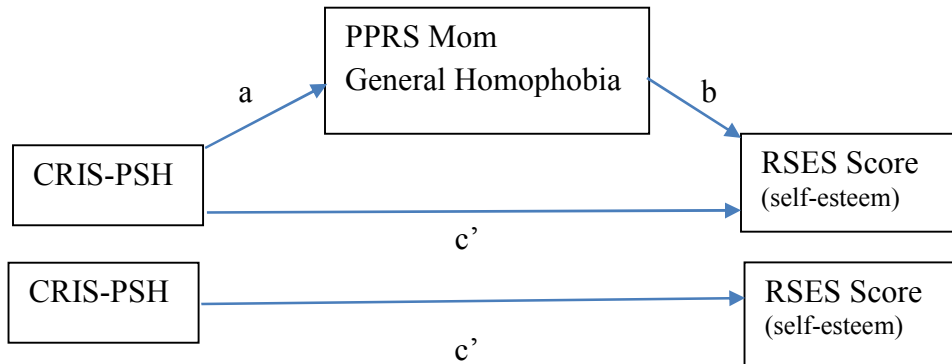 PPRS Mom
General Homophobia
a
b
CRIS-PSH
RSES Score
(self-esteem)
c’
CRIS-PSH
RSES Score
(self-esteem)
c’